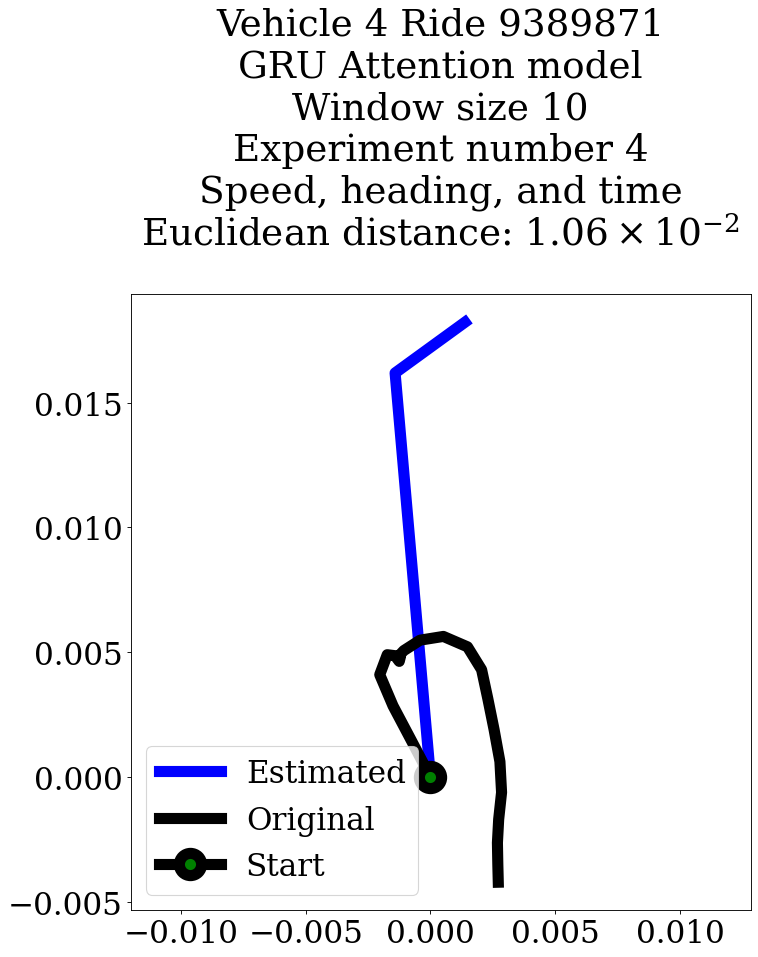 Vehicle 4 Ride 9389871
GRU Attention model
Window size 10
Experiment number 4
Speed, heading, and time
Euclidean distance: 1.06 × 10⁻²
0.015
0.010
0.005
0.000
−0.005
Estimated
Original
Start
−0.010 −0.005 0.000 0.005 0.010